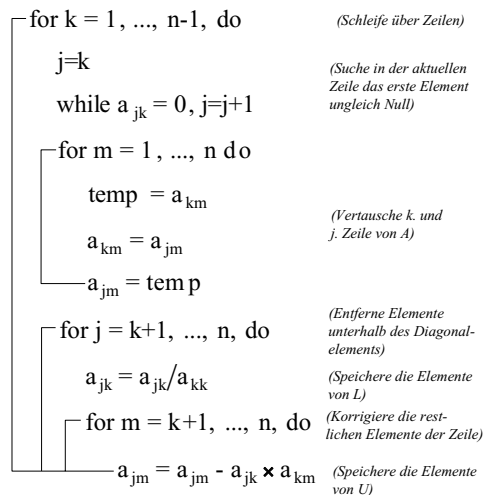 for k = 1, ..., n-1, do
(Schleife über Zeilen)
j=k
while a jk = 0, j=j+1
(Suche in der aktuellen
Zeile das erste Element
ungleich Null)
for m = 1, ..., n do
temp = a km
a km = a jm
a jm = temp
(Vertausche k. und
j. Zeile von A)
for j = k+1, ..., n, do
(Entferne Elemente
unterhalb des Diagonal-
elements)
a jk = a jk/a kk
(Speichere die Elemente
von L)
for m = k+1, ..., n, do
(Korrigiere die rest-
lichen Elemente der Zeile)
a jm = a jm - a jk × a km
(Speichere die Elemente
von U)